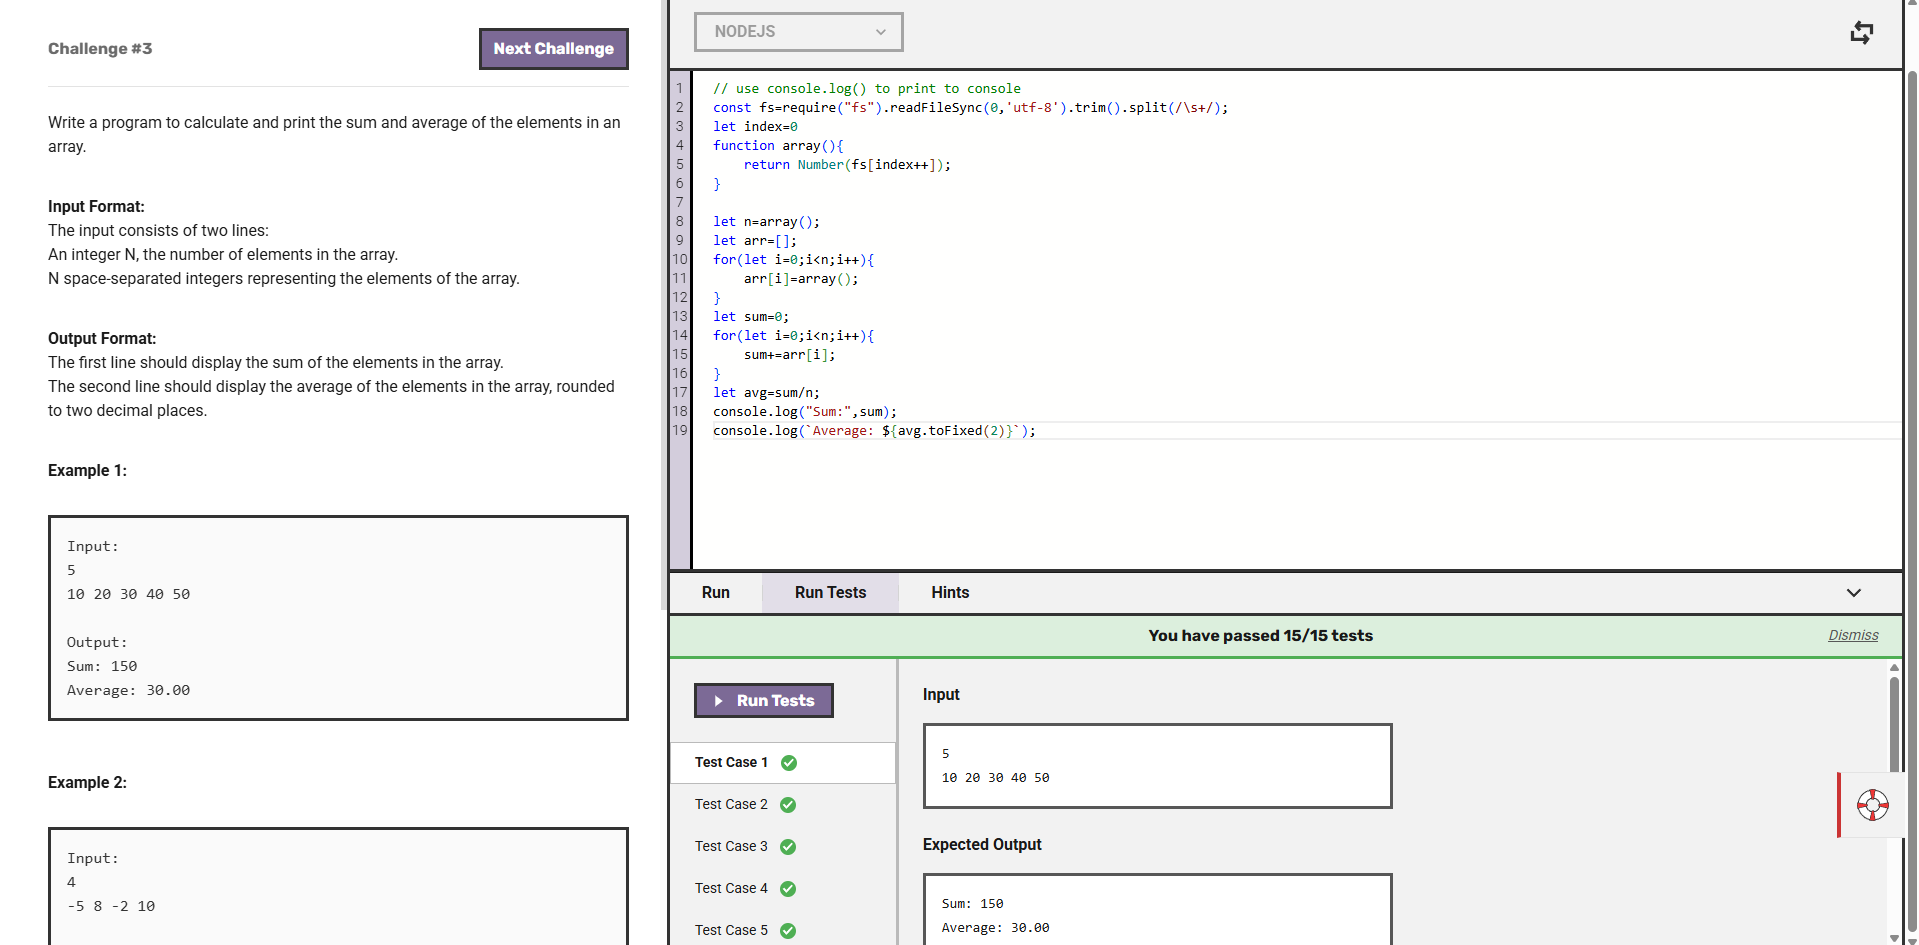 Challenge #3
Next Challenge
Write a program to calculate and print the sum and average of the elements in an
array.
Input Format:
The input consists of two lines:
An integer N, the number of elements in the array.
N space-separated integers representing the elements of the array.
Output Format:
The first line should display the sum of the elements in the array.
The second line should display the average of the elements in the array, rounded
to two decimal places.
Example 1:
Input:
5
10 20 30 40 50
Output:
Sum: 150
Average: 30.00
Example 2:
Input:
4
-5 8 -2 10
NODEJS
1 // use console.log() to print to console
2 const fs=require("fs").readFileSync(0,'utf-8').trim().split(/\s+/);
3 let index=0
4 function array(){
5     return Number(fs[index++]);
6 }
7
8 let n=array();
9 let arr=[];
10 for(let i=0;i<n;i++){
11     arr[i]=array();
12 }
13 let sum=0;
14 for(let i=0;i<n;i++){
15     sum+=arr[i];
16 }
17 let avg=sum/n;
18 console.log("Sum:",sum);
19 console.log(`Average: ${avg.toFixed(2)}`);
Run Run Tests Hints
You have passed 15/15 tests
Dismiss
Run Tests
Test Case 1
Test Case 2
Test Case 3
Test Case 4
Test Case 5
Input
5
10 20 30 40 50
Expected Output
Sum: 150
Average: 30.00